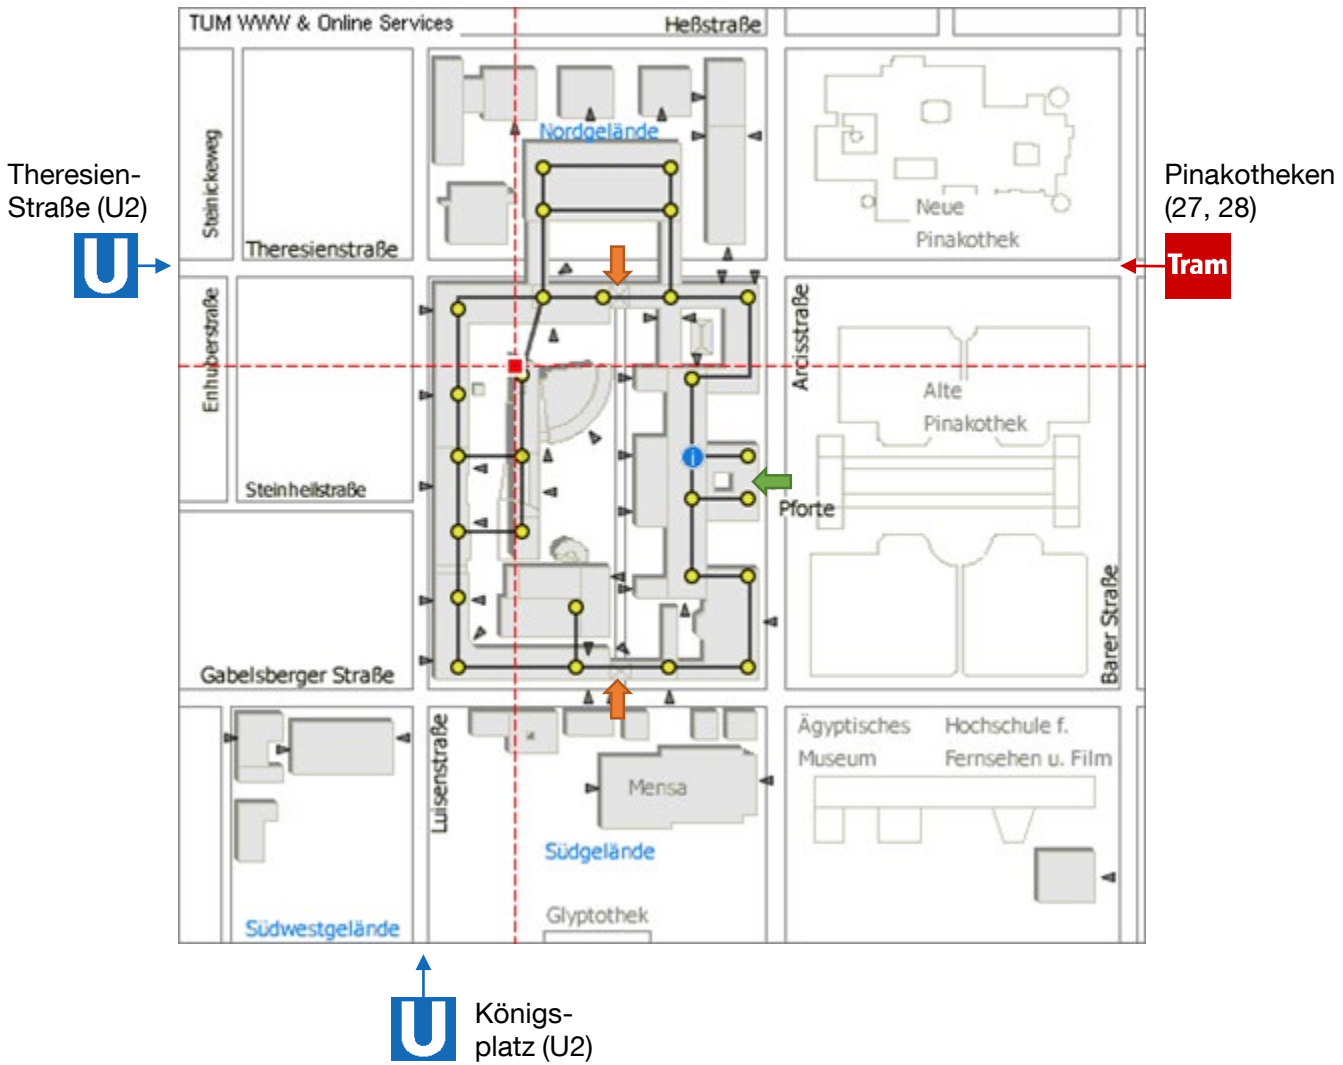 TUM WWW & Online Services
Heßstraße
Nordgelände
Steinickeweg
Theresien-
Straße (U2)
U
Theresienstraße
Neue
Pinakothek
Pinakotheken
(27, 28)
Tram
Enhuberstraße
Arcisstraße
Alte
Pinakothek
i
Steinheilstraße
Pforte
Barer Straße
Gabelsberger Straße
Luisenstraße
Mensa
Ägyptisches
Museum
Hochschule f.
Fernsehen u. Film
Südgelände
Südwestgelände
Glyptothek
U
Königs-
platz (U2)